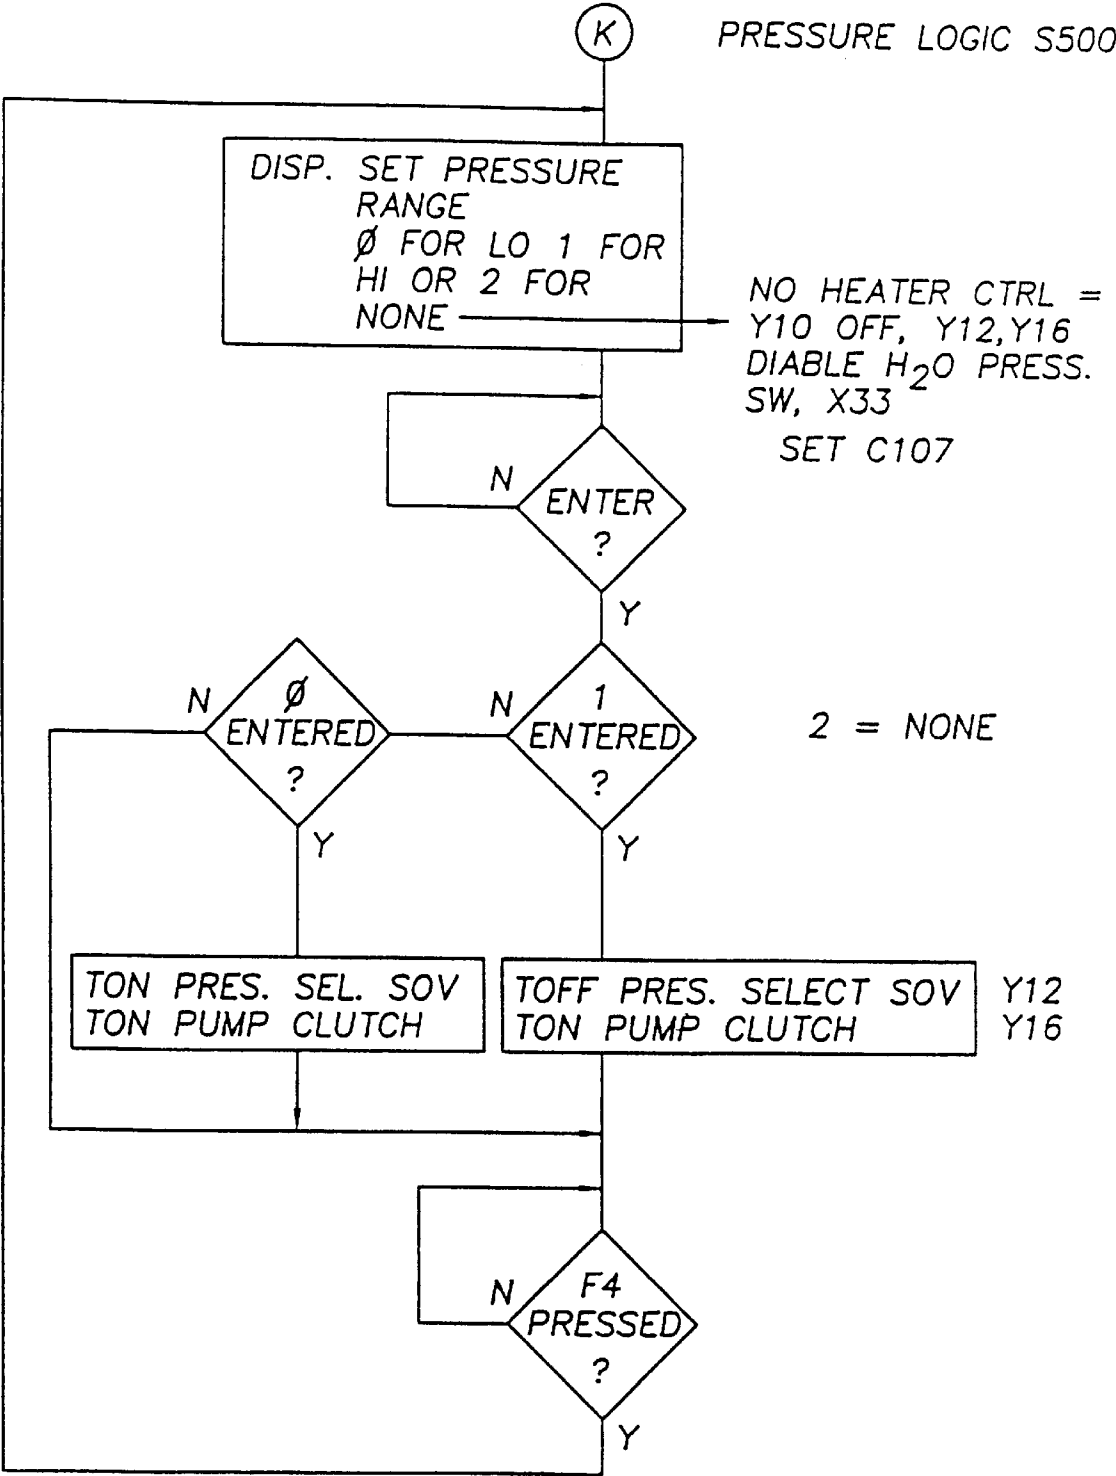 K
PRESSURE LOGIC S500
DISP. SET PRESSURE
RANGE
Ø FOR LO 1 FOR
HI OR 2 FOR
NONE
NO HEATER CTRL =
Y10 OFF, Y12,Y16
DIABLE H₂O PRESS.
SW, X33
SET C107
N
ENTER
?
Y
N
Ø
ENTERED
?
Y
N
1
ENTERED
?
Y
2 = NONE
TON PRES. SEL. SOV
TON PUMP CLUTCH
TOFF PRES. SELECT SOV
TON PUMP CLUTCH
Y12
Y16
N
F4
PRESSED
?
Y